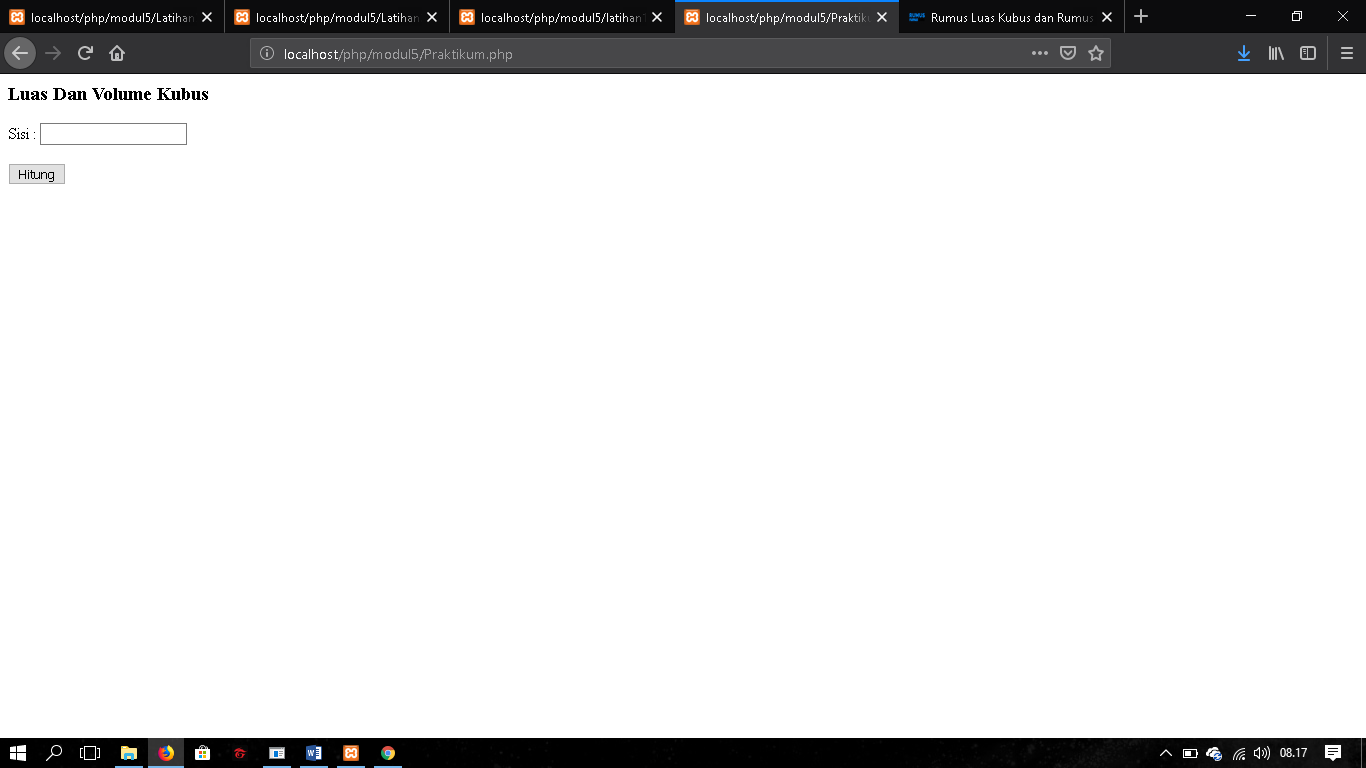 localhost/php/modul5/Latihan
localhost/php/modul5/Latihan
localhost/php/modul5/latihan
localhost/php/modul5/Praktik
Rumus Luas Kubus dan Rumus
localhost/php/modul5/Praktikum.php
Luas Dan Volume Kubus
Sisi :
Hitung
08.17